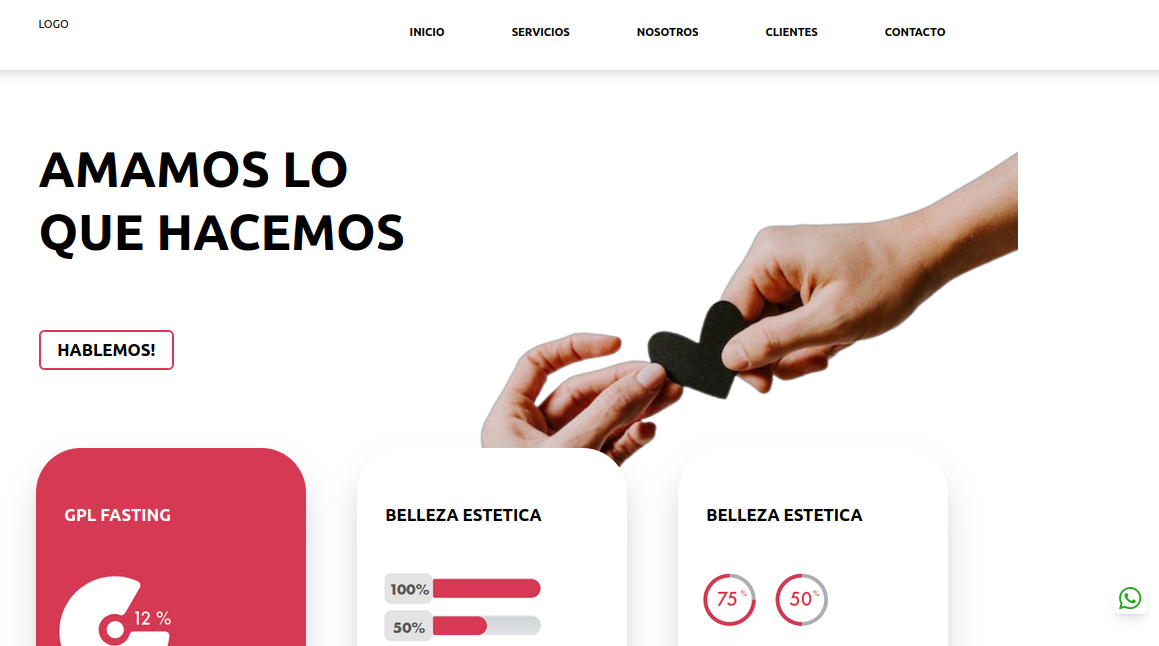 LOGO
INICIO SERVICIOS NOSOTROS CLIENTES CONTACTO
AMAMOS LO
QUE HACEMOS
HABLEMOS!
GPL FASTING
12 %
BELLEZA ESTETICA
100%
50%
BELLEZA ESTETICA
75 % 50 %